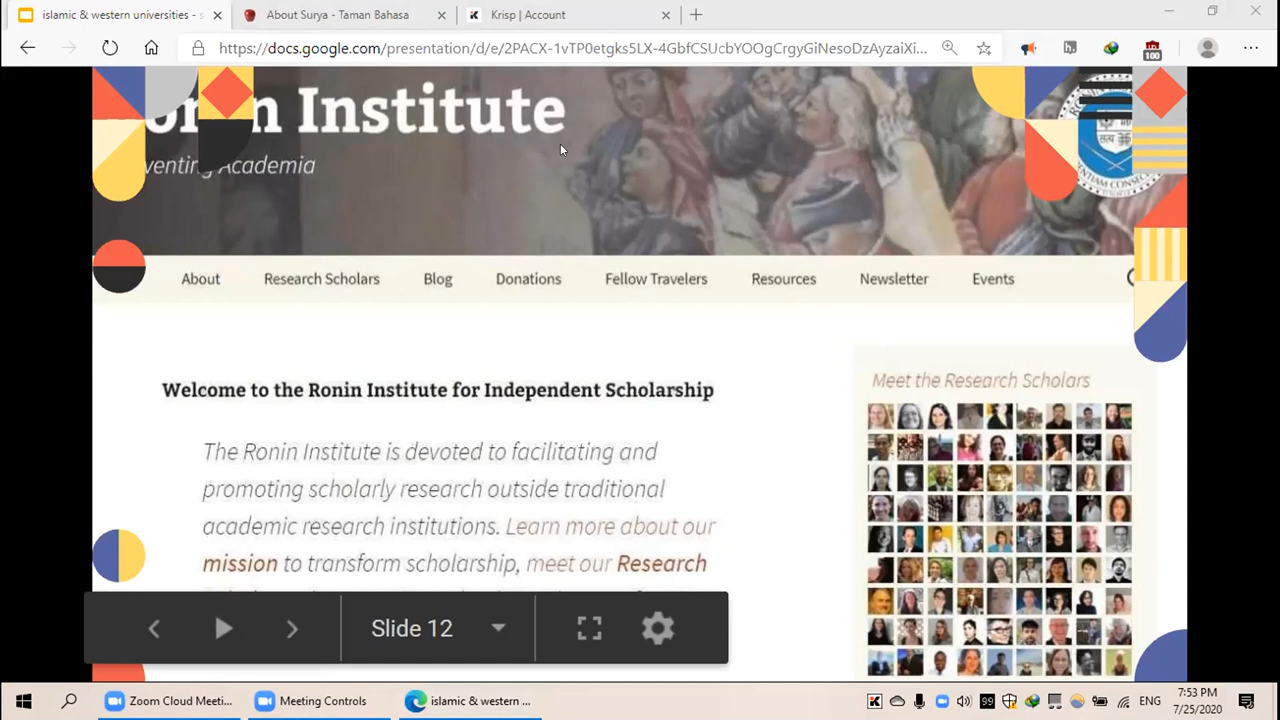 islamic & western universities - s
About Surya - Taman Bahasa
Krisp | Account
https://docs.google.com/presentation/d/e/2PACX-1vTP0etgks5LX-4GbfCSUcbYOOgCrgyGiNesoDzAyzaiXi...
100
onin Institute
venting Academia
About
Research Scholars
Blog
Donations
Fellow Travelers
Resources
Newsletter
Events
Welcome to the Ronin Institute for Independent Scholarship
Meet the Research Scholars
The Ronin Institute is devoted to facilitating and
promoting scholarly research outside traditional
academic research institutions. Learn more about our
mission to transform scholarship, meet our Research
Slide 12
Zoom Cloud Meeti...
Meeting Controls
islamic & western ...
99
ENG
7:53 PM
7/25/2020